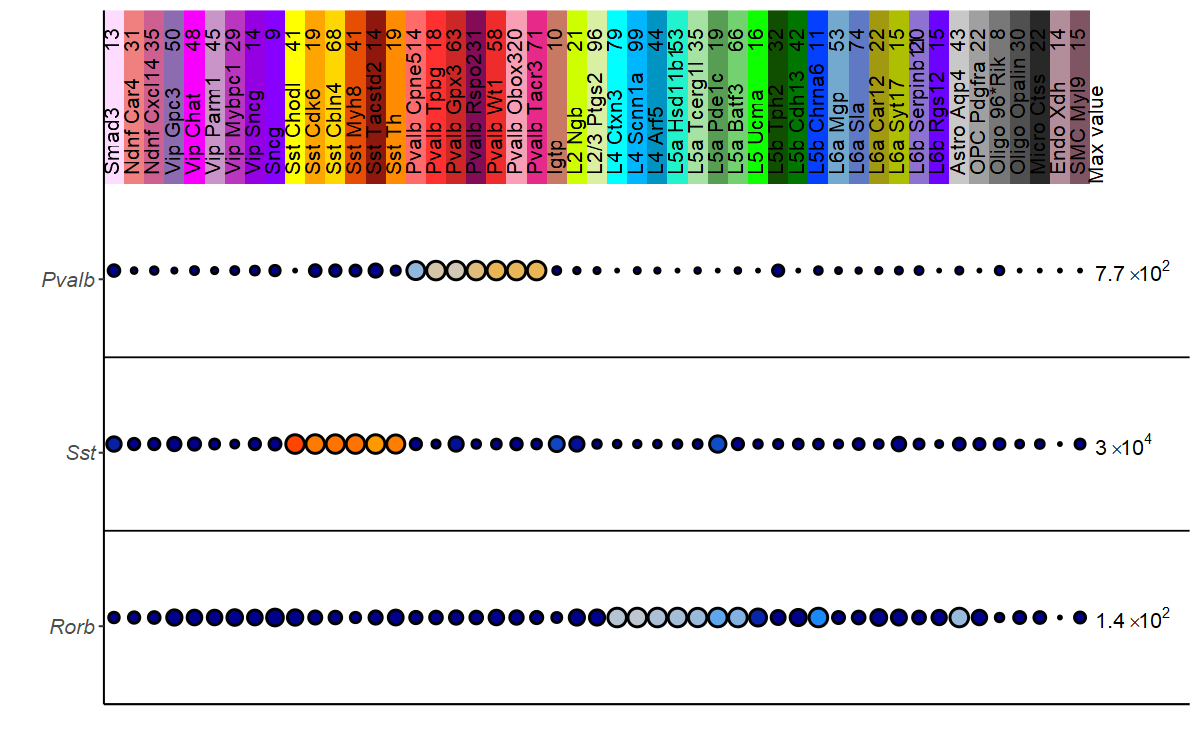 Smad3 13
Ndnf Car4 31
Ndnf Cxcl14 35
Vip Gpc3 50
Vip Chat 48
Vip Parm1 45
Vip Mybpc1 29
Vip Sncg 14
Sncg 9
Sst Chodl 41
Sst Cdk6 19
Sst Cbln4 68
Sst Myh8 41
Sst Tacstd2 14
Sst Th 19
Pvalb Cpne5 14
Pvalb Tpbg 68
Pvalb Gpx3 63
Pvalb Rspo2 31
Pvalb Wt1 58
Pvalb Obox3 20
Pvalb Tacr3 71
Igtp 10
L2 Ngb 21
L2/3 Ptgs2 96
L4 Ctxn3 79
L4 Scnn1a 99
L4 Arf5 44
L5a Hsd11b1 53
L5a Tcerg1l 35
L5a Pde1c 19
L5a Batf3 66
L5 Ucma 16
L5b Tph2 32
L5b Cdh13 42
L5b Chrna6 11
L6a Mgp 53
L6a Sla 74
L6a Car12 22
L6a Syt17 15
L6b Serpinb11 20
L6b Rgs12 15
Astro Aqp4 43
OPC Pdgfra 22
Oligo 96*Rik 8
Oligo Opalin 30
Micro Ctss 22
Endo Xdh 14
SMC Myl9 10
Max value
Pvalb 7.7 ×10²
Sst 3 ×10⁴
Rorb 1.4 ×10²